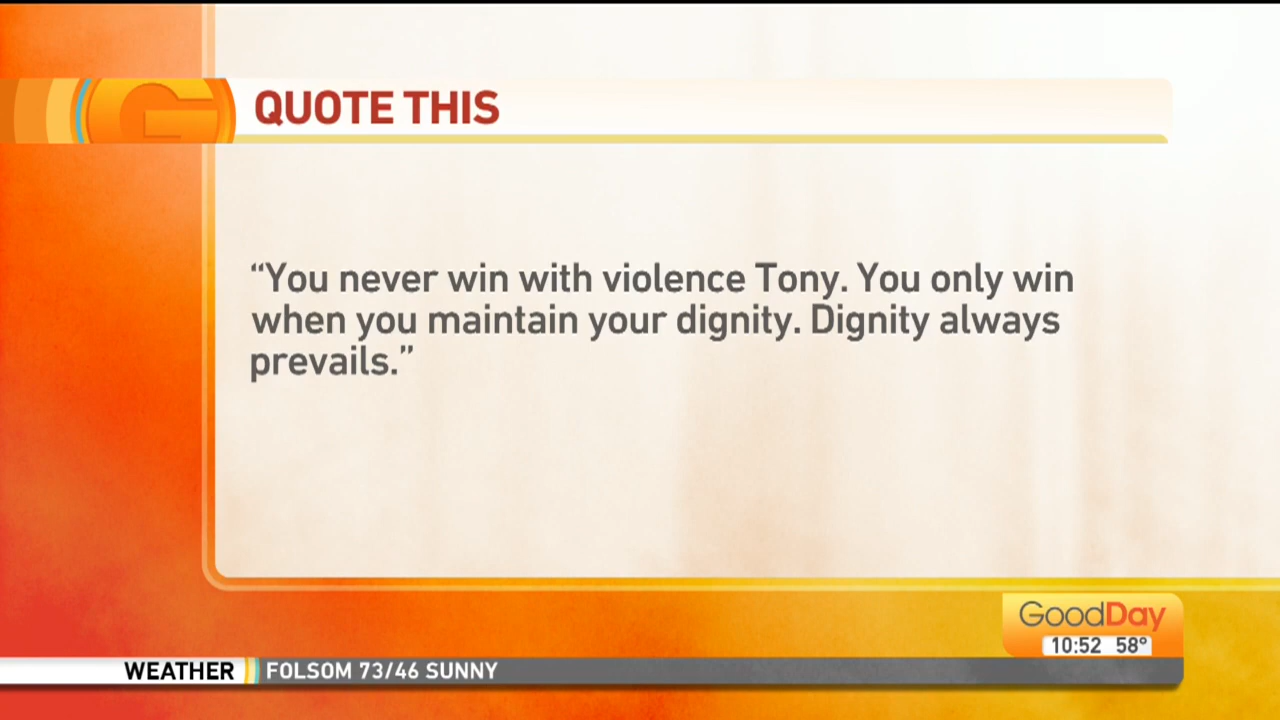 G QUOTE THIS
“You never win with violence Tony. You only win
when you maintain your dignity. Dignity always
prevails.”
GoodDay
10:52 58°
WEATHER FOLSOM 73/46 SUNNY